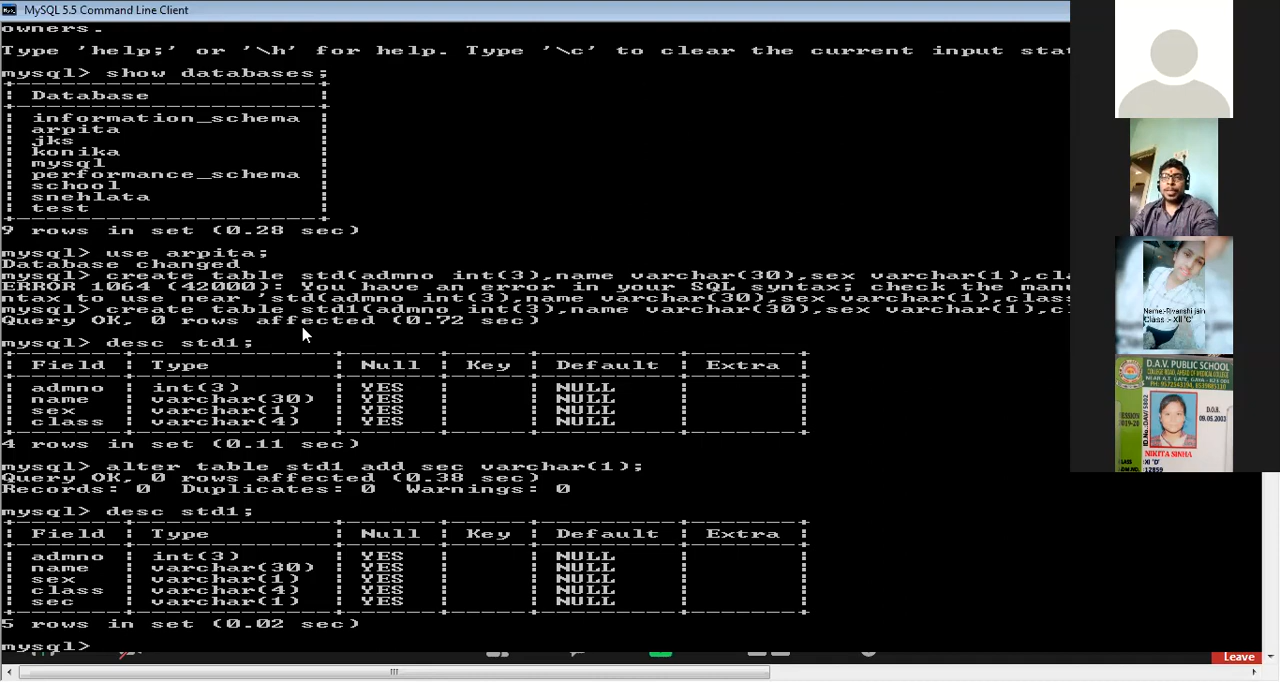 MySQL 5.5 Command Line Client
owners.
Type 'help;' or '\h' for help. Type '\c' to clear the current input stat
mysql> show databases;
Database
information_schema
arpita
jks
konika
mysql
performance_schema
school
snehlata
test
9 rows in set (0.28 sec)
mysql> use arpita;
Database changed
mysql> create table std(admno int(3),name varchar(30),sex varchar(1),cla
ERROR 1064 (42000): You have an error in your SQL syntax; check the manu
ntax to use near 'std(admno int(3),name varchar(30),sex varchar(1),class
mysql> create table std1(admno int(3),name varchar(30),sex varchar(1),cl
Query OK, 0 rows affected (0.72 sec)
mysql> desc std1;
Field Type Null Key Default Extra
admno int(3) YES NULL
name varchar(30) YES NULL
sex varchar(1) YES NULL
class varchar(4) YES NULL
4 rows in set (0.11 sec)
mysql> alter table std1 add sec varchar(1);
Query OK, 0 rows affected (0.38 sec)
Records: 0 Duplicates: 0 Warnings: 0
mysql> desc std1;
Field Type Null Key Default Extra
admno int(3) YES NULL
name varchar(30) YES NULL
sex varchar(1) YES NULL
class varchar(4) YES NULL
sec varchar(1) YES NULL
5 rows in set (0.02 sec)
mysql>
Class :- XII 'C'
D.A.V. PUBLIC SCHOOL
D.O.B.
09.05.2003
NIKITA SINHA
Leave